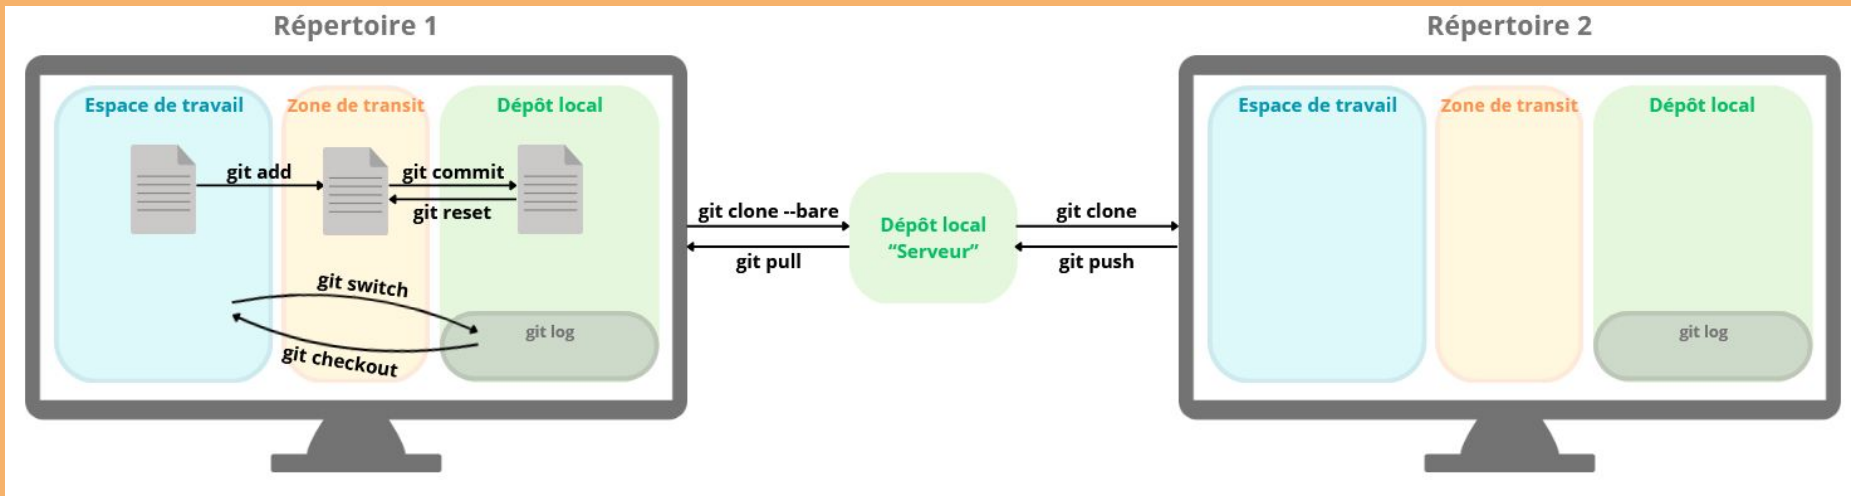 Répertoire 1
Répertoire 2
Espace de travail
Zone de transit
Dépôt local
git add
git commit
git reset
git switch
git checkout
git log
git clone --bare
git pull
Dépôt local
“Serveur”
git clone
git push
Espace de travail
Zone de transit
Dépôt local
git log